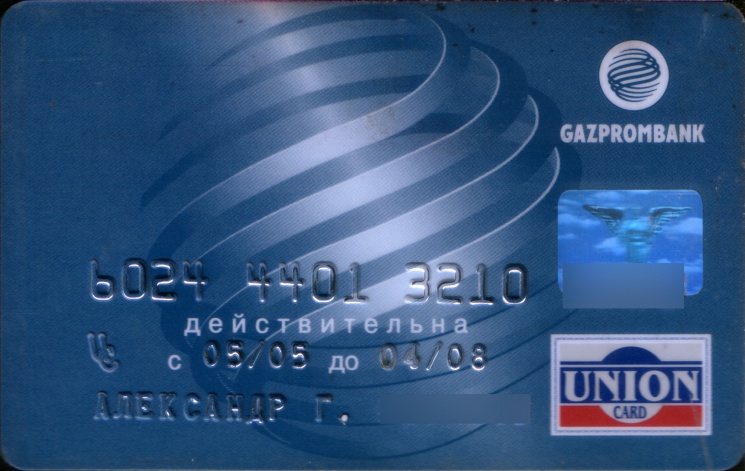 GAZPROMBANK
6024 4401 3210
действительна
с 05/05 до 04/08
АЛЕКСАНДР Г.
UNION
CARD